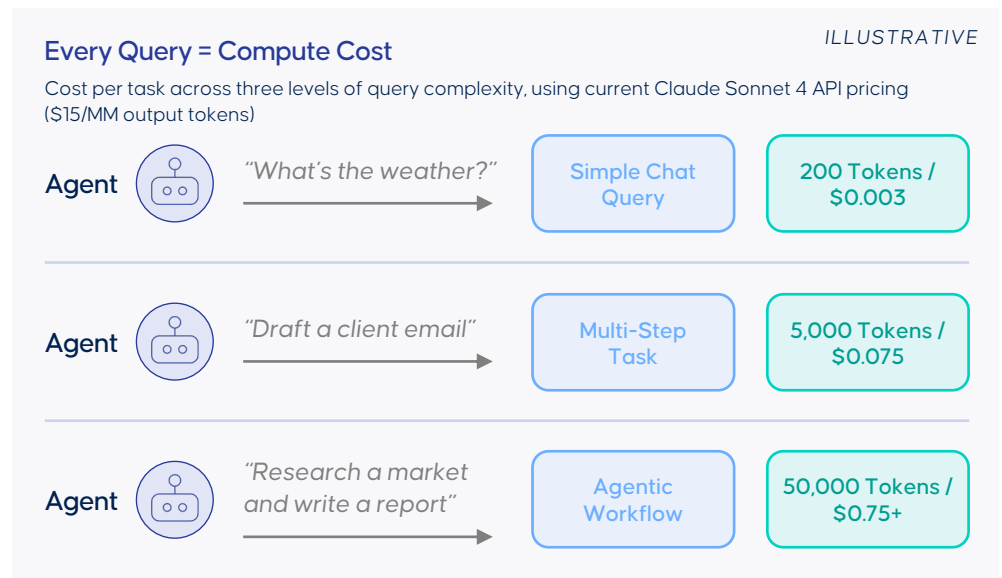 ILLUSTRATIVE
Every Query = Compute Cost
Cost per task across three levels of query complexity, using current Claude Sonnet 4 API pricing
($15/MM output tokens)
Agent
“What’s the weather?”
Simple Chat
Query
200 Tokens /
$0.003
Agent
“Draft a client email”
Multi-Step
Task
5,000 Tokens /
$0.075
Agent
“Research a market
and write a report”
Agentic
Workflow
50,000 Tokens /
$0.75+